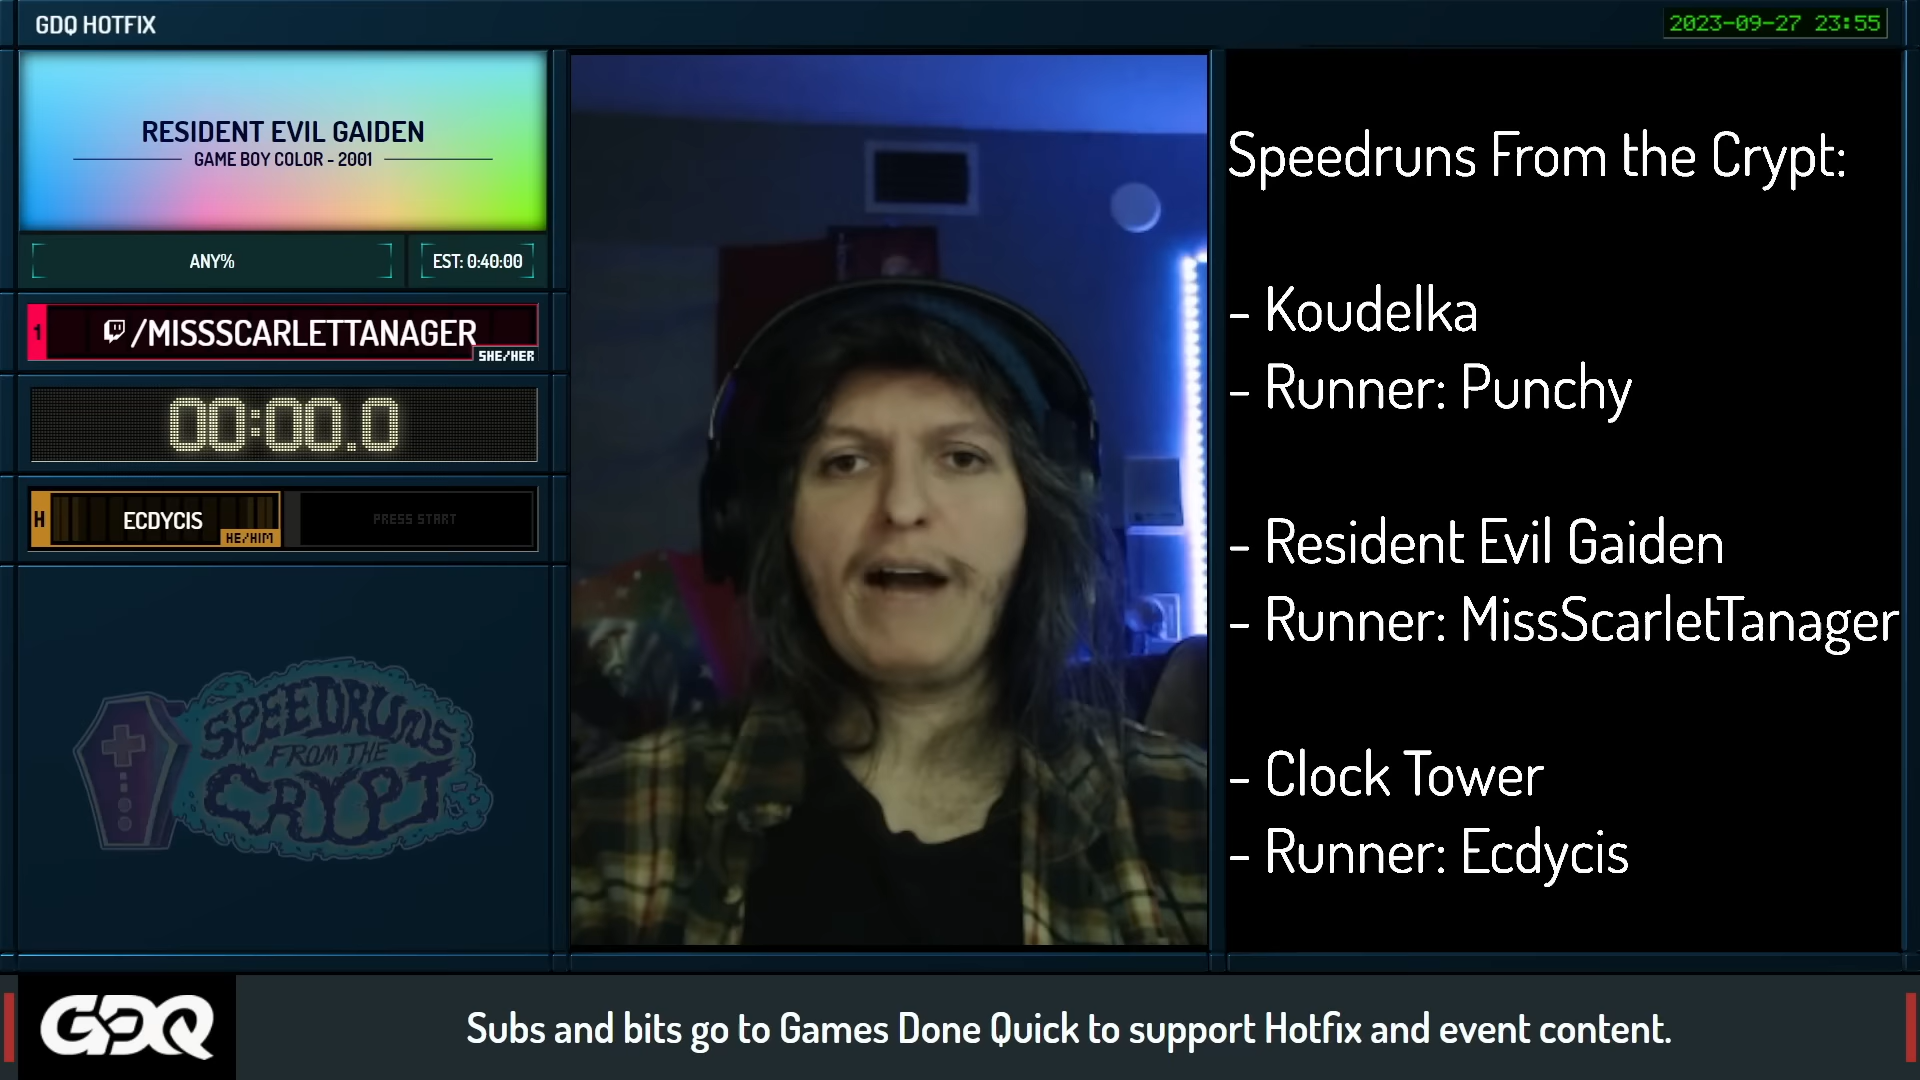 GDQ HOTFIX
2023-09-27 23:55
RESIDENT EVIL GAIDEN
GAME BOY COLOR - 2001
ANY%
EST: 0:40:00
1
/MISSSCARLETTANAGER
SHE/HER
00:00.0
H
ECDYCIS
HE/HIM
PRESS START
SPEEDRUNS
FROM THE
CRYPT
Speedruns From the Crypt:
- Koudelka
- Runner: Punchy
- Resident Evil Gaiden
- Runner: MissScarletTanager
- Clock Tower
- Runner: Ecdycis
GDQ
Subs and bits go to Games Done Quick to support Hotfix and event content.